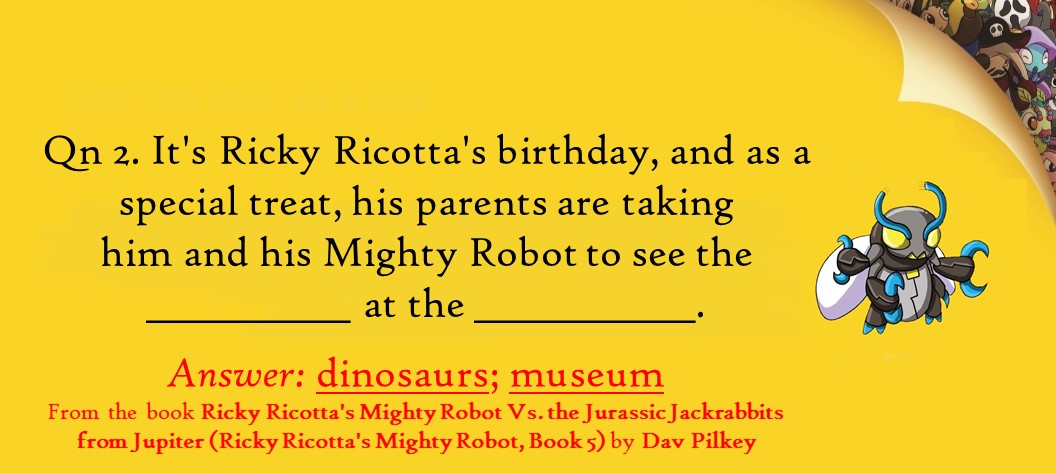 Qn 2. It's Ricky Ricotta's birthday, and as a
special treat, his parents are taking
him and his Mighty Robot to see the
__________ at the ___________.
Answer: dinosaurs; museum
From the book Ricky Ricotta's Mighty Robot Vs. the Jurassic Jackrabbits
from Jupiter (Ricky Ricotta's Mighty Robot, Book 5) by Dav Pilkey